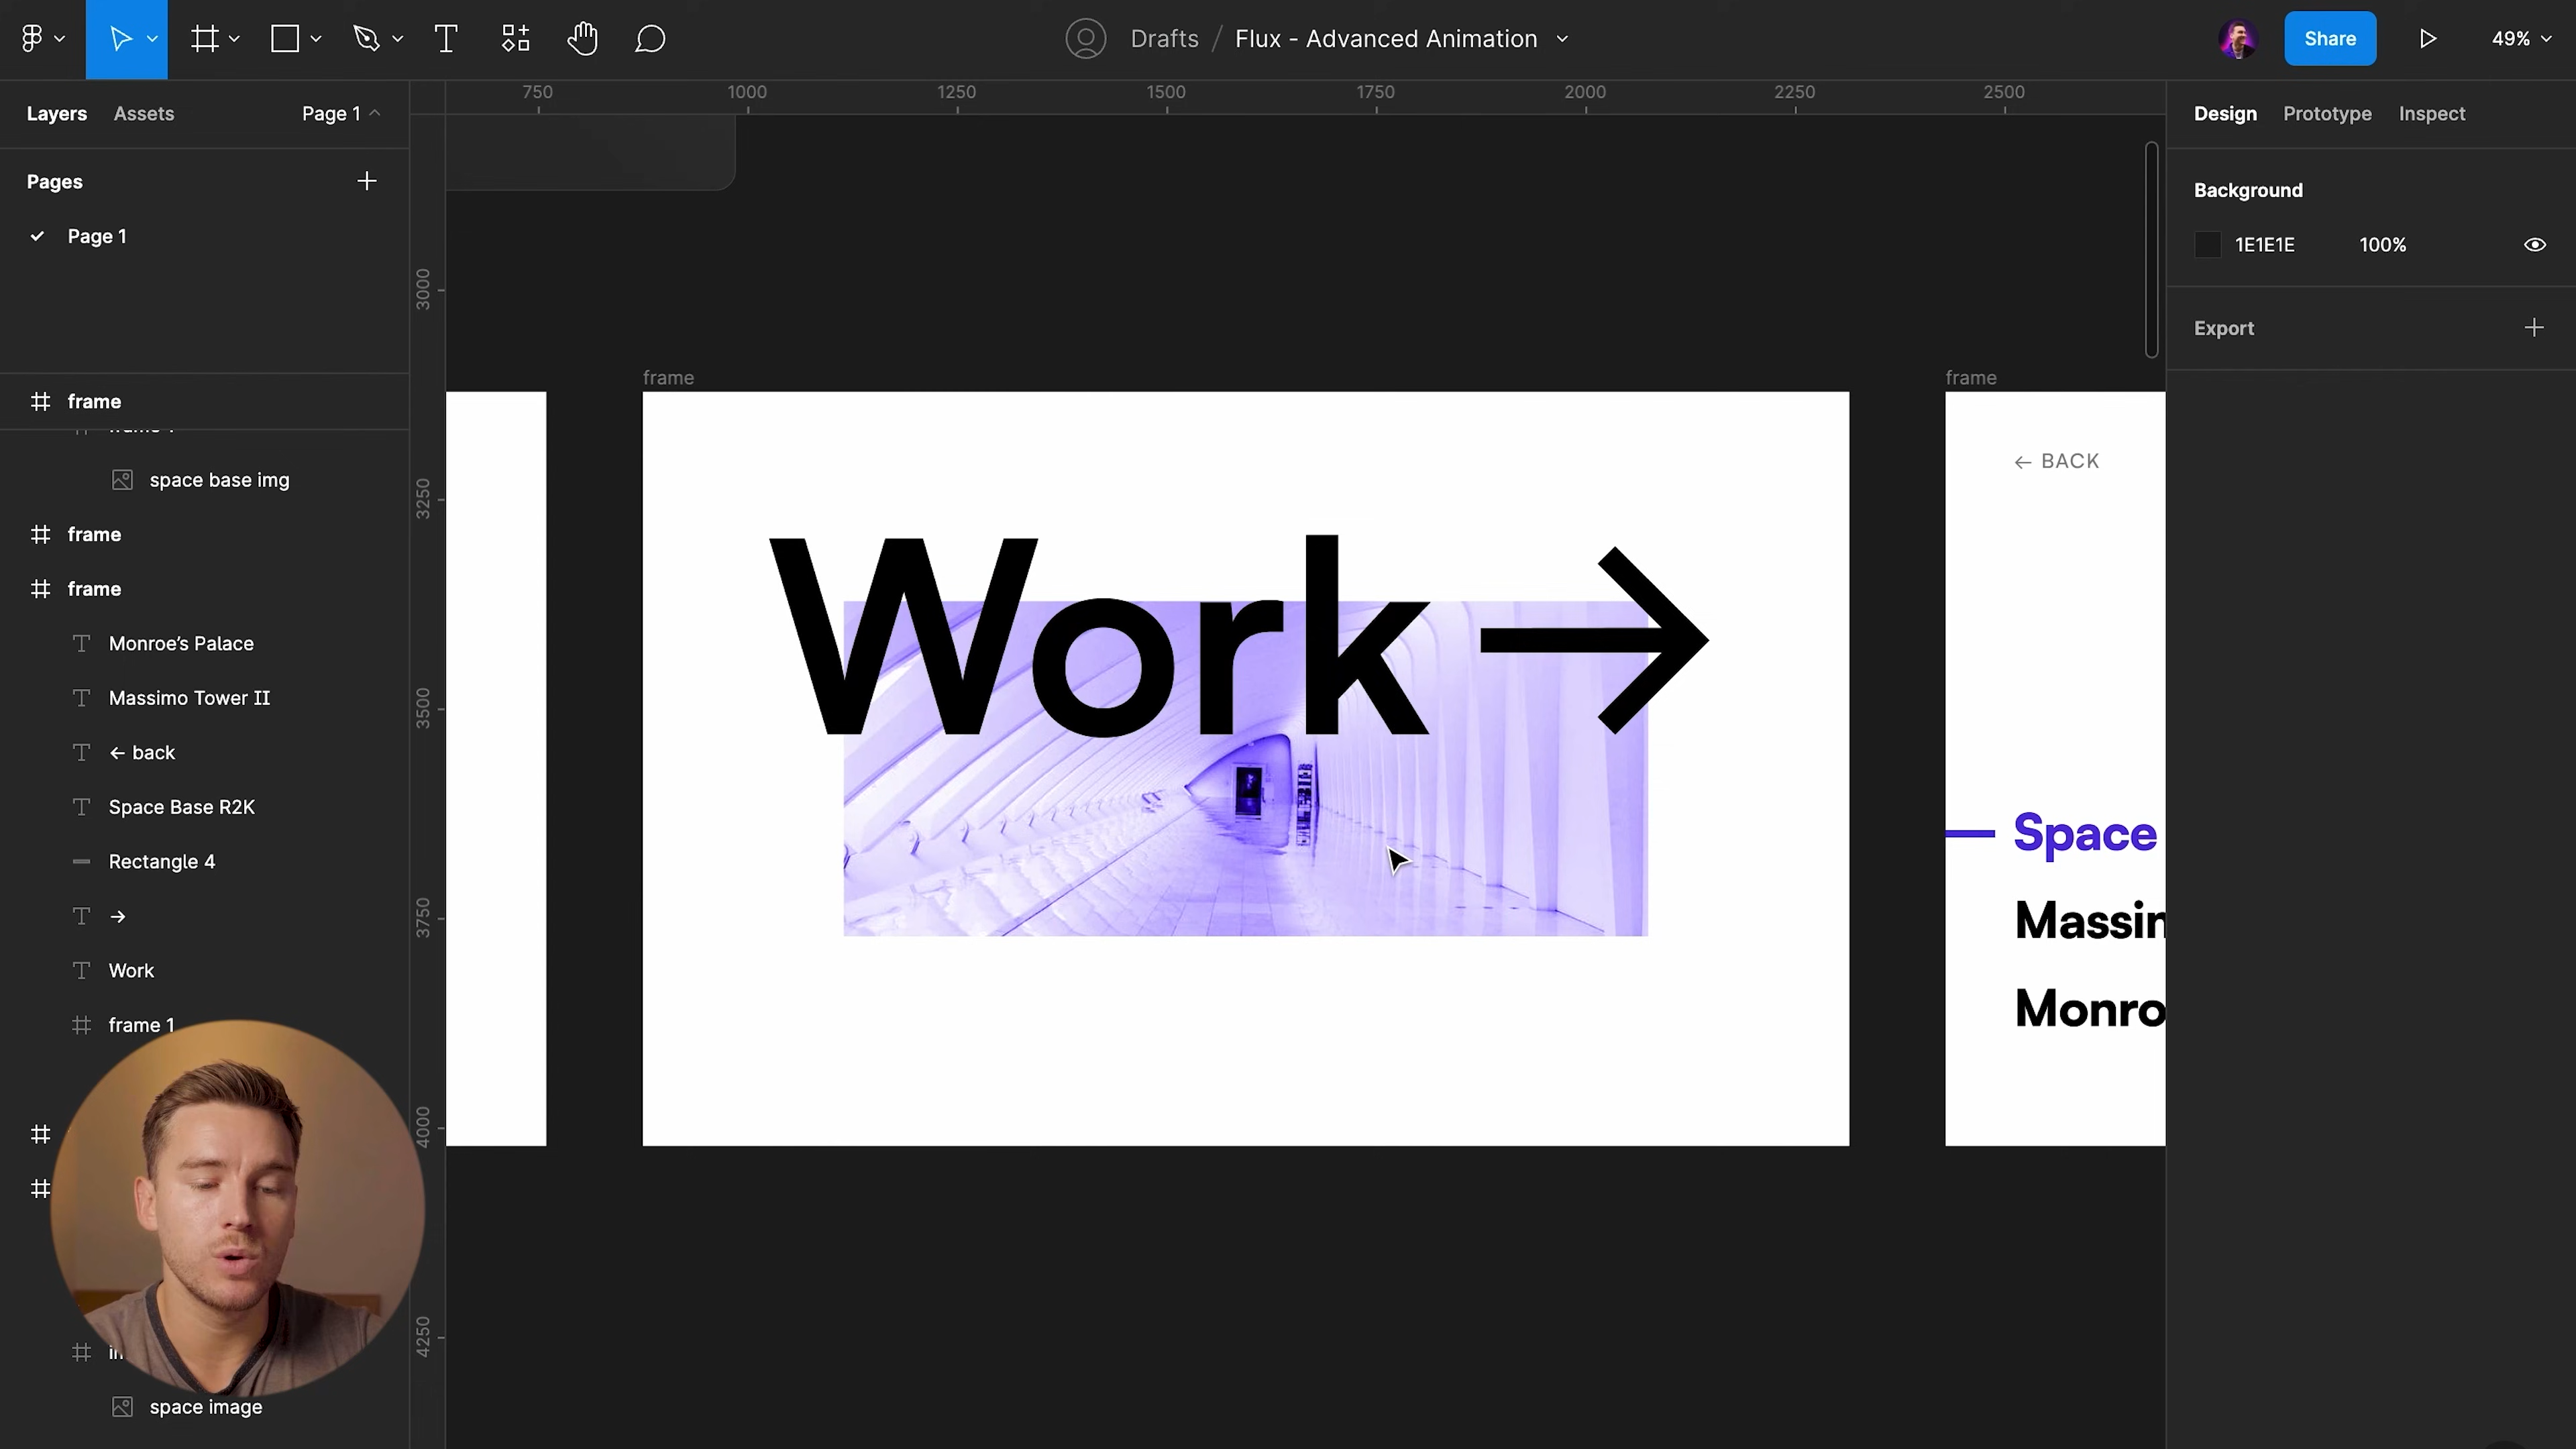 Drafts / Flux - Advanced Animation
Share
49%
Layers Assets Page 1
Pages
Page 1
frame
space base img
frame
frame
Monroe’s Palace
Massimo Tower II
← back
Space Base R2K
Rectangle 4
→
Work
frame 1
space image
750 1000 1250 1500 1750 2000 2250 2500
3000
3250
3500
3750
4000
4250
frame
Work →
frame
← BACK
Space
Massim
Monro
Design Prototype Inspect
Background
1E1E1E 100%
Export